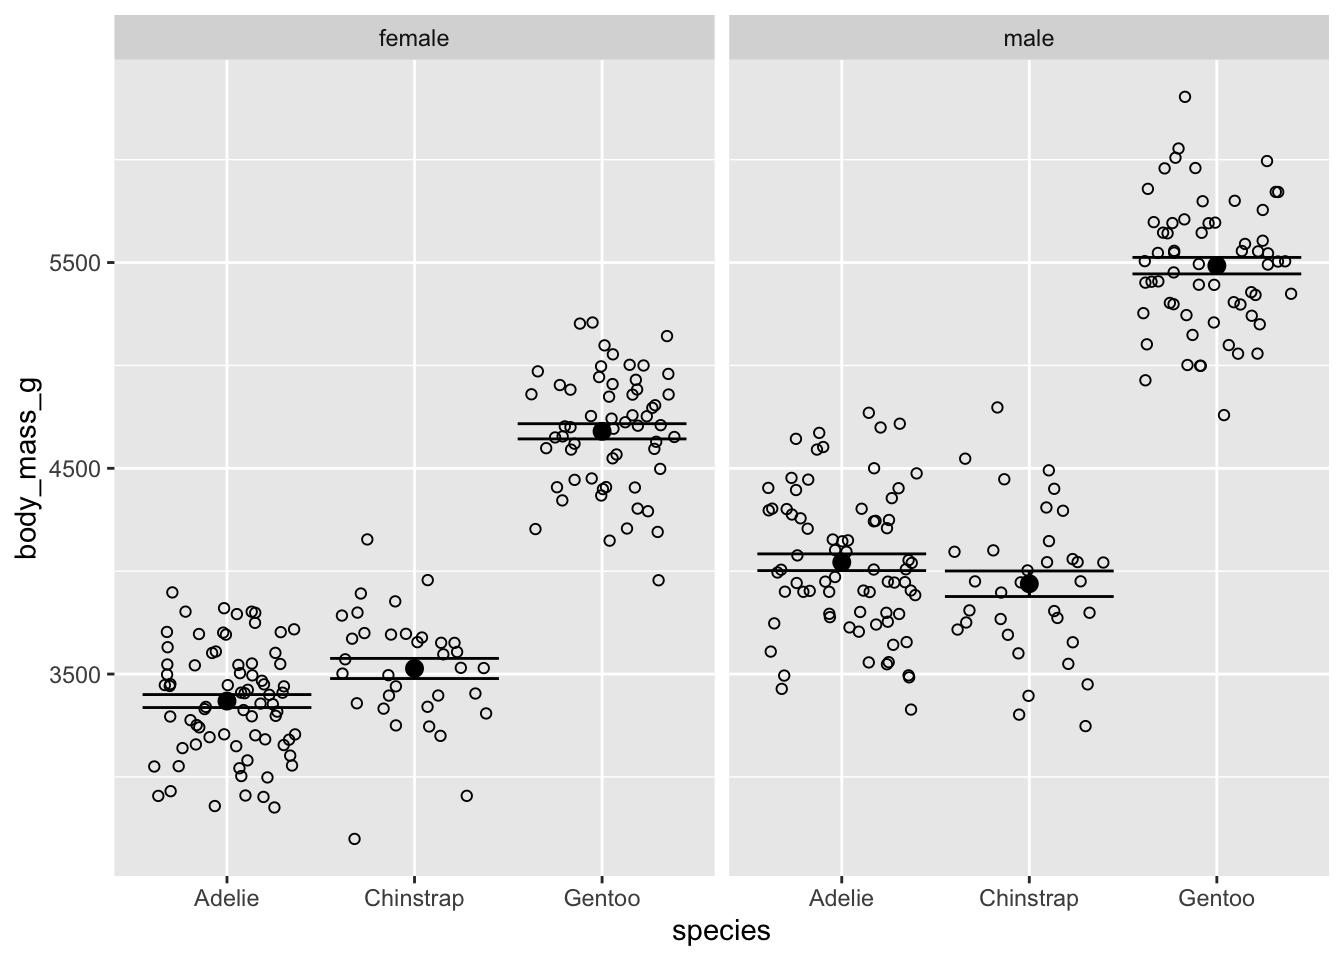 female male
body_mass_g
5500
4500
3500
Adelie Chinstrap Gentoo Adelie Chinstrap Gentoo
species